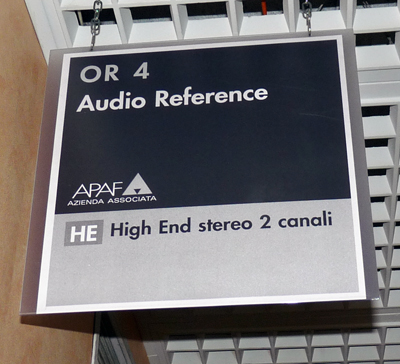 OR 4
Audio Reference
APAF
AZIENDA ASSOCIATA
HE High End stereo 2 canali